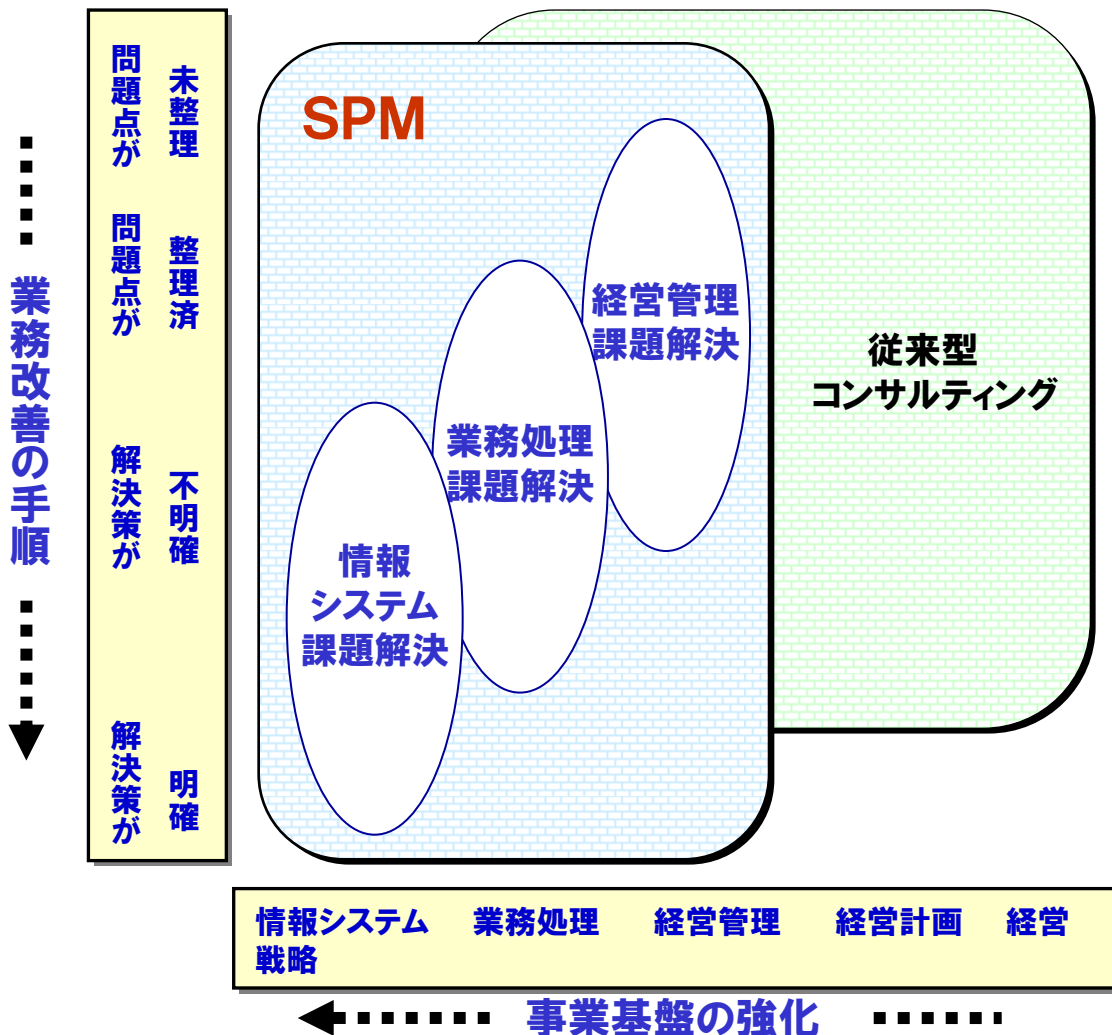 問題点が
未整理
問題点が
整理済
解決策が
不明確
解決策が
明確
業務改善の手順
SPM
経営管理
課題解決
業務処理
課題解決
情報
システム
課題解決
従来型
コンサルティング
情報システム 業務処理 経営管理 経営計画 経営
戦略
事業基盤の強化